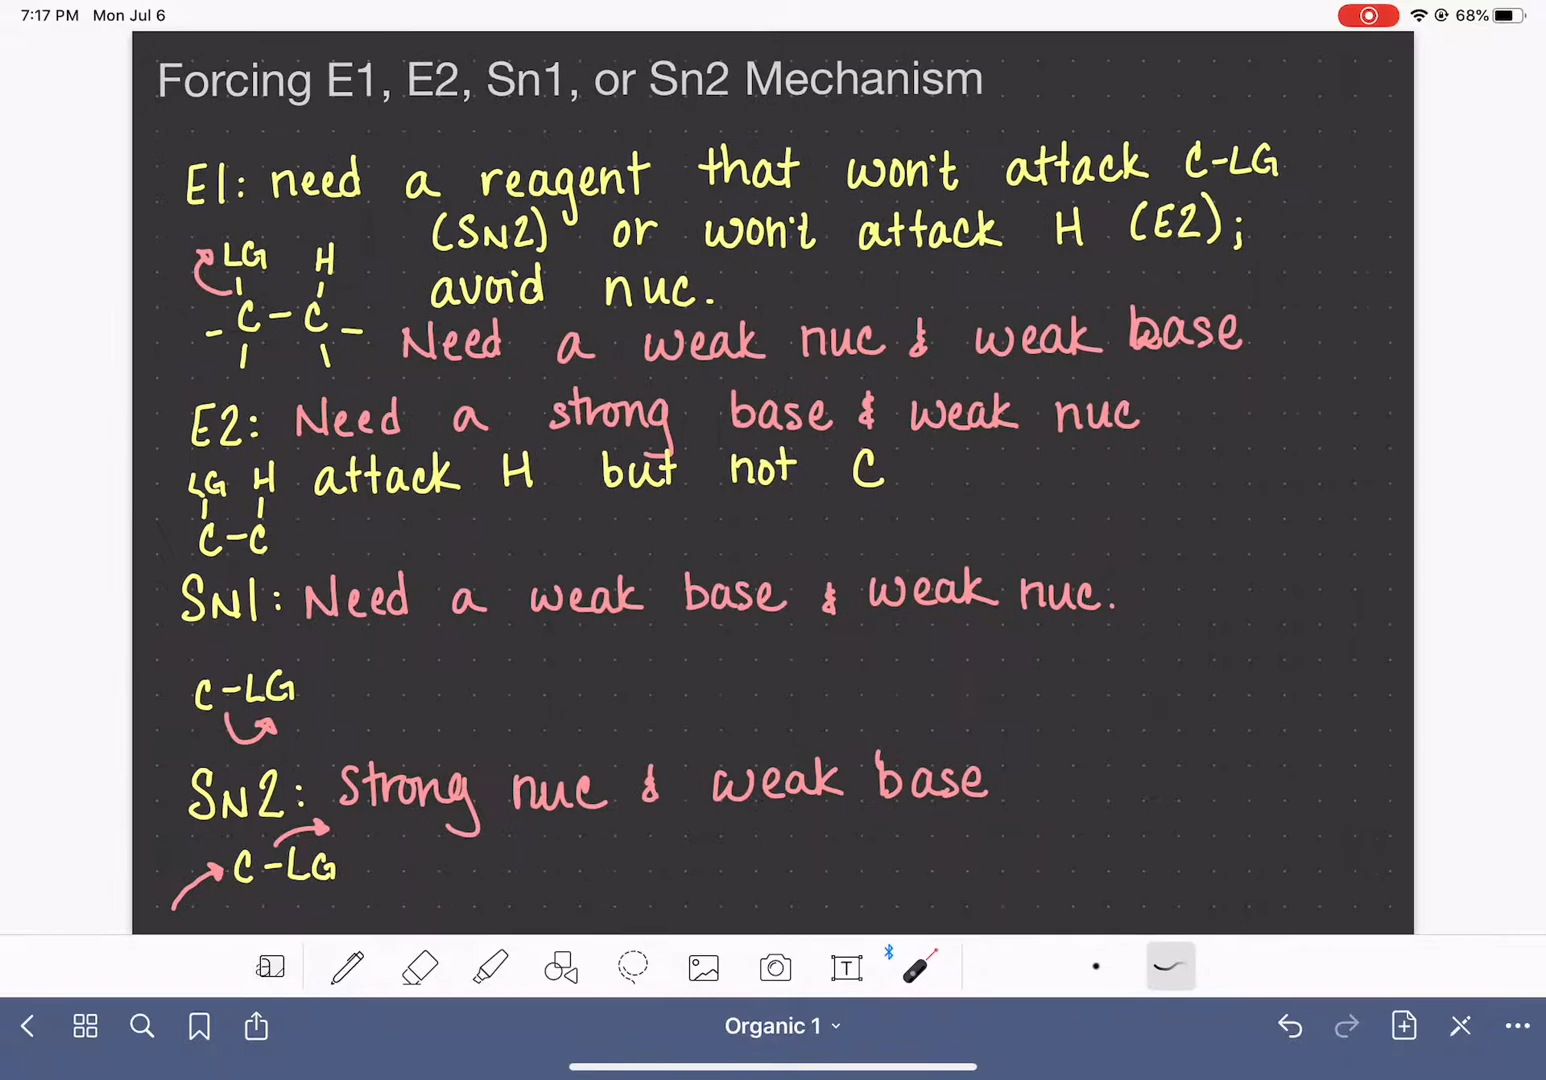 7:17 PM Mon Jul 6 68%
Forcing E1, E2, Sn1, or Sn2 Mechanism
E1: need a reagent that won't attack C-LG
(SN2) or won't attack H (E2);
avoid nuc.
LG H
C - C
Need a weak nuc & weak base
E2: Need a strong base & weak nuc
attack H but not C
LG H
C - C
SN1: Need a weak base & weak nuc.
C - LG
SN2: strong nuc & weak base
C - LG
T
Organic 1